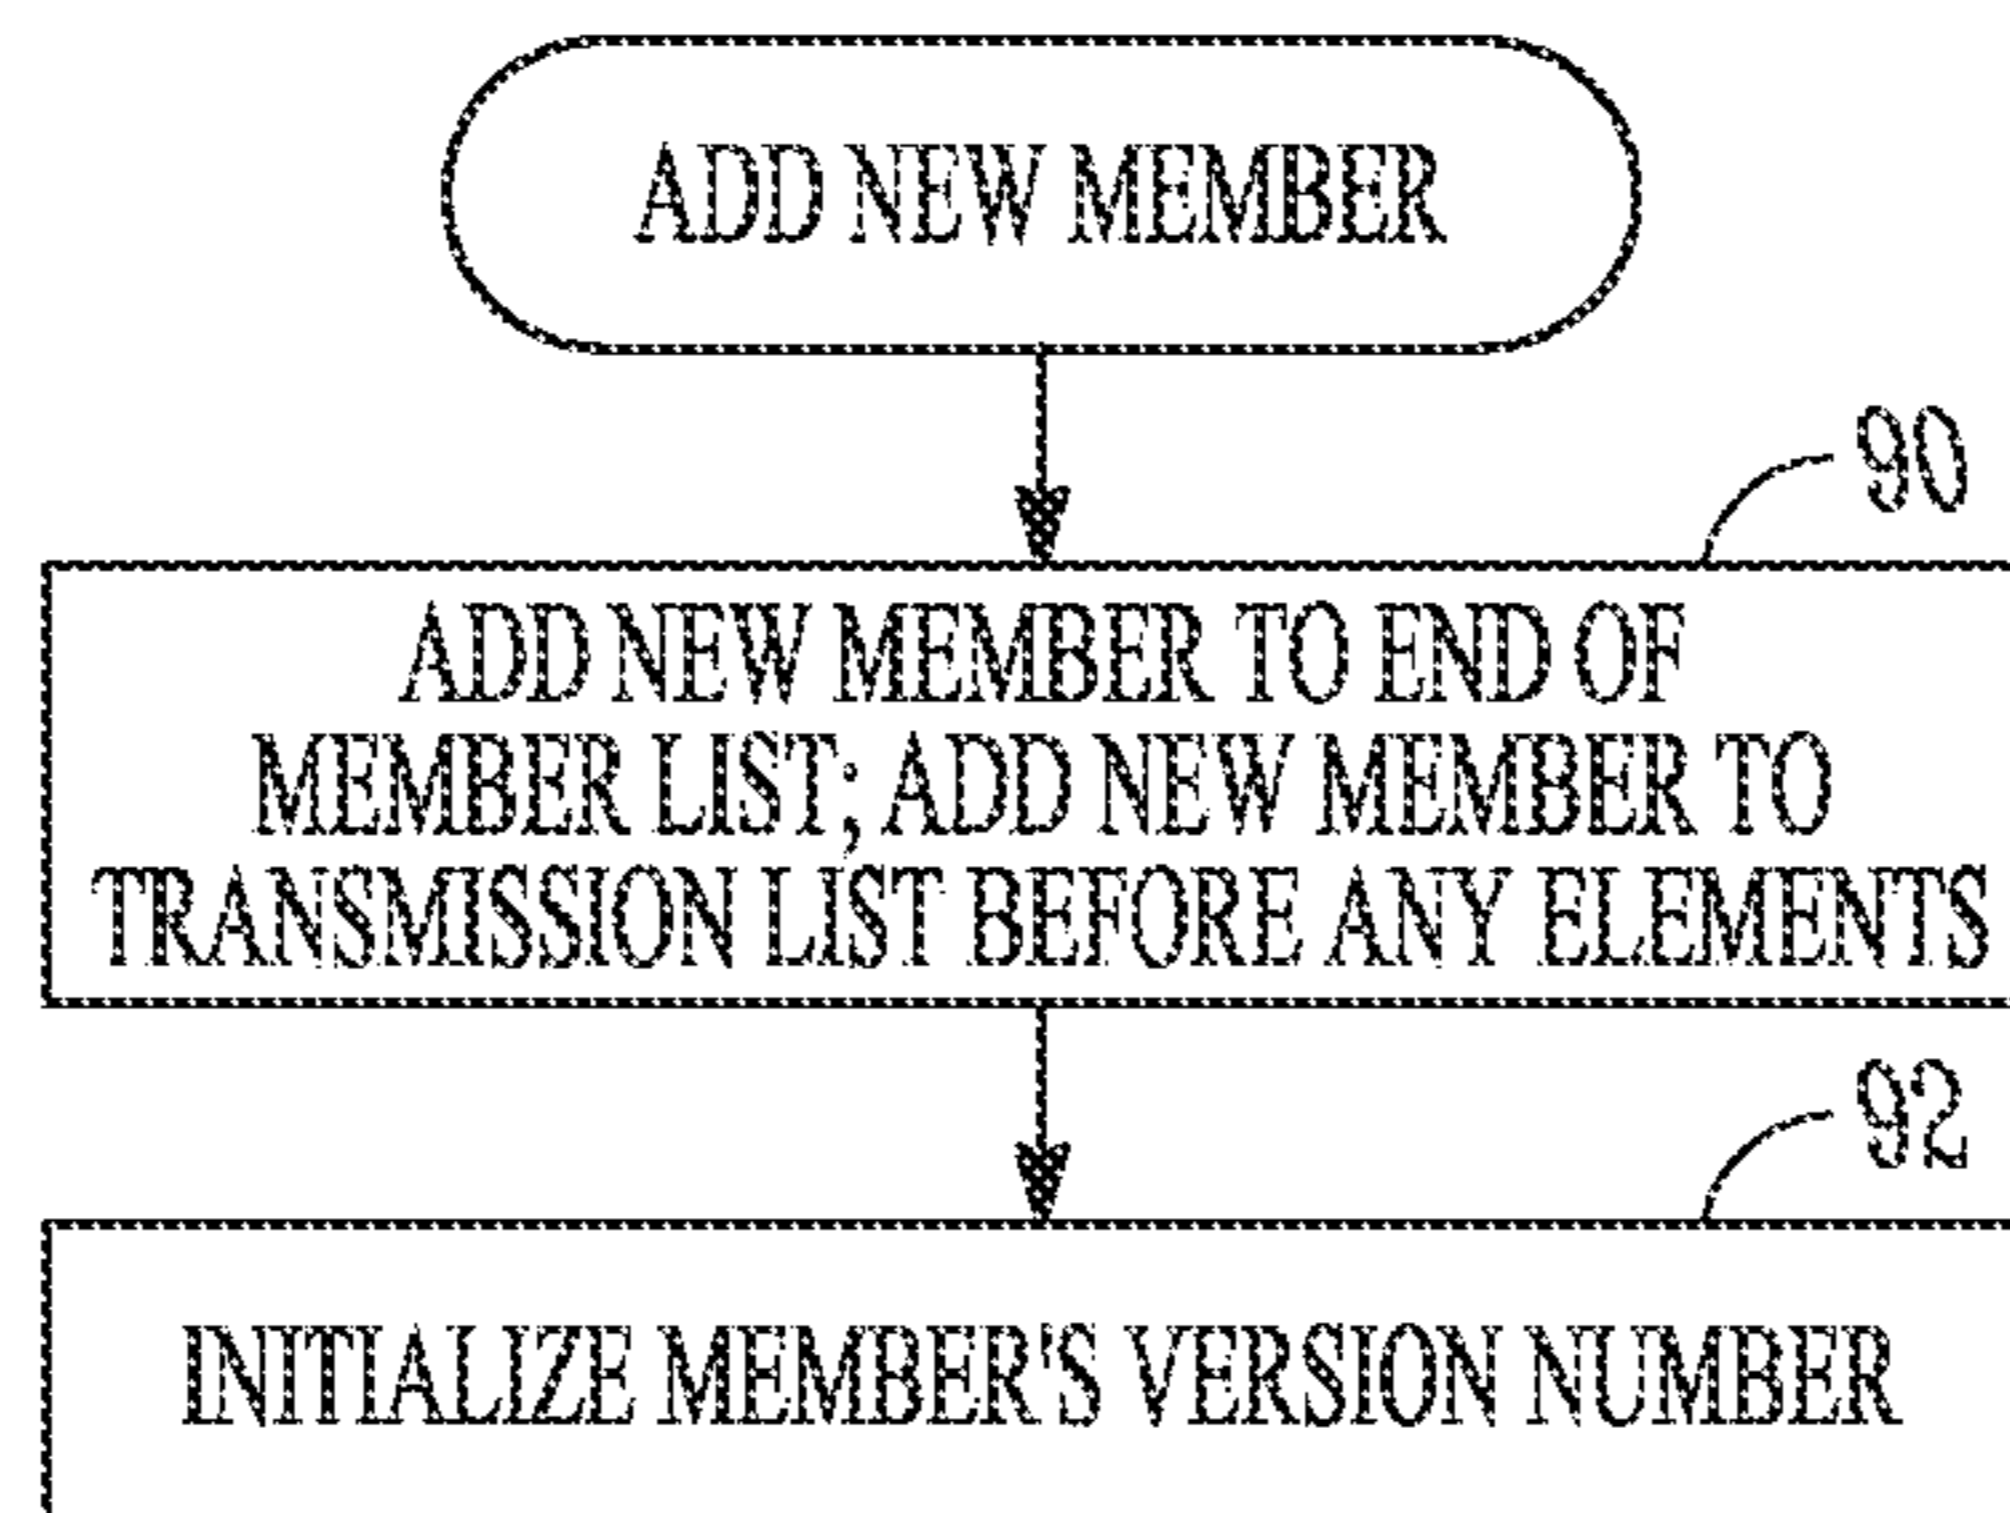 ADD NEW MEMBER
90
ADD NEW MEMBER TO END OF
MEMBER LIST; ADD NEW MEMBER TO
TRANSMISSION LIST BEFORE ANY ELEMENTS
92
INITIALIZE MEMBER'S VERSION NUMBER